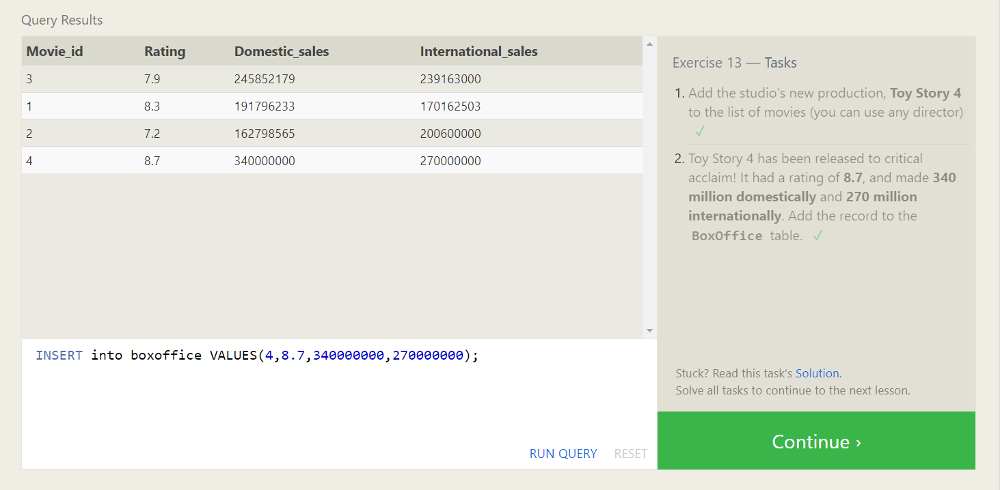 Query Results
Movie_id Rating Domestic_sales International_sales
3 7.9 245852179 239163000
1 8.3 191796233 170162503
2 7.2 162798565 200600000
4 8.7 340000000 270000000
INSERT into boxoffice VALUES(4,8.7,340000000,270000000);
RUN QUERY RESET
Exercise 13 — Tasks
1. Add the studio's new production, Toy Story 4
to the list of movies (you can use any director)
✓
2. Toy Story 4 has been released to critical
acclaim! It had a rating of 8.7, and made 340
million domestically and 270 million
internationally. Add the record to the
BoxOffice table. ✓
Stuck? Read this task's Solution.
Solve all tasks to continue to the next lesson.
Continue ›